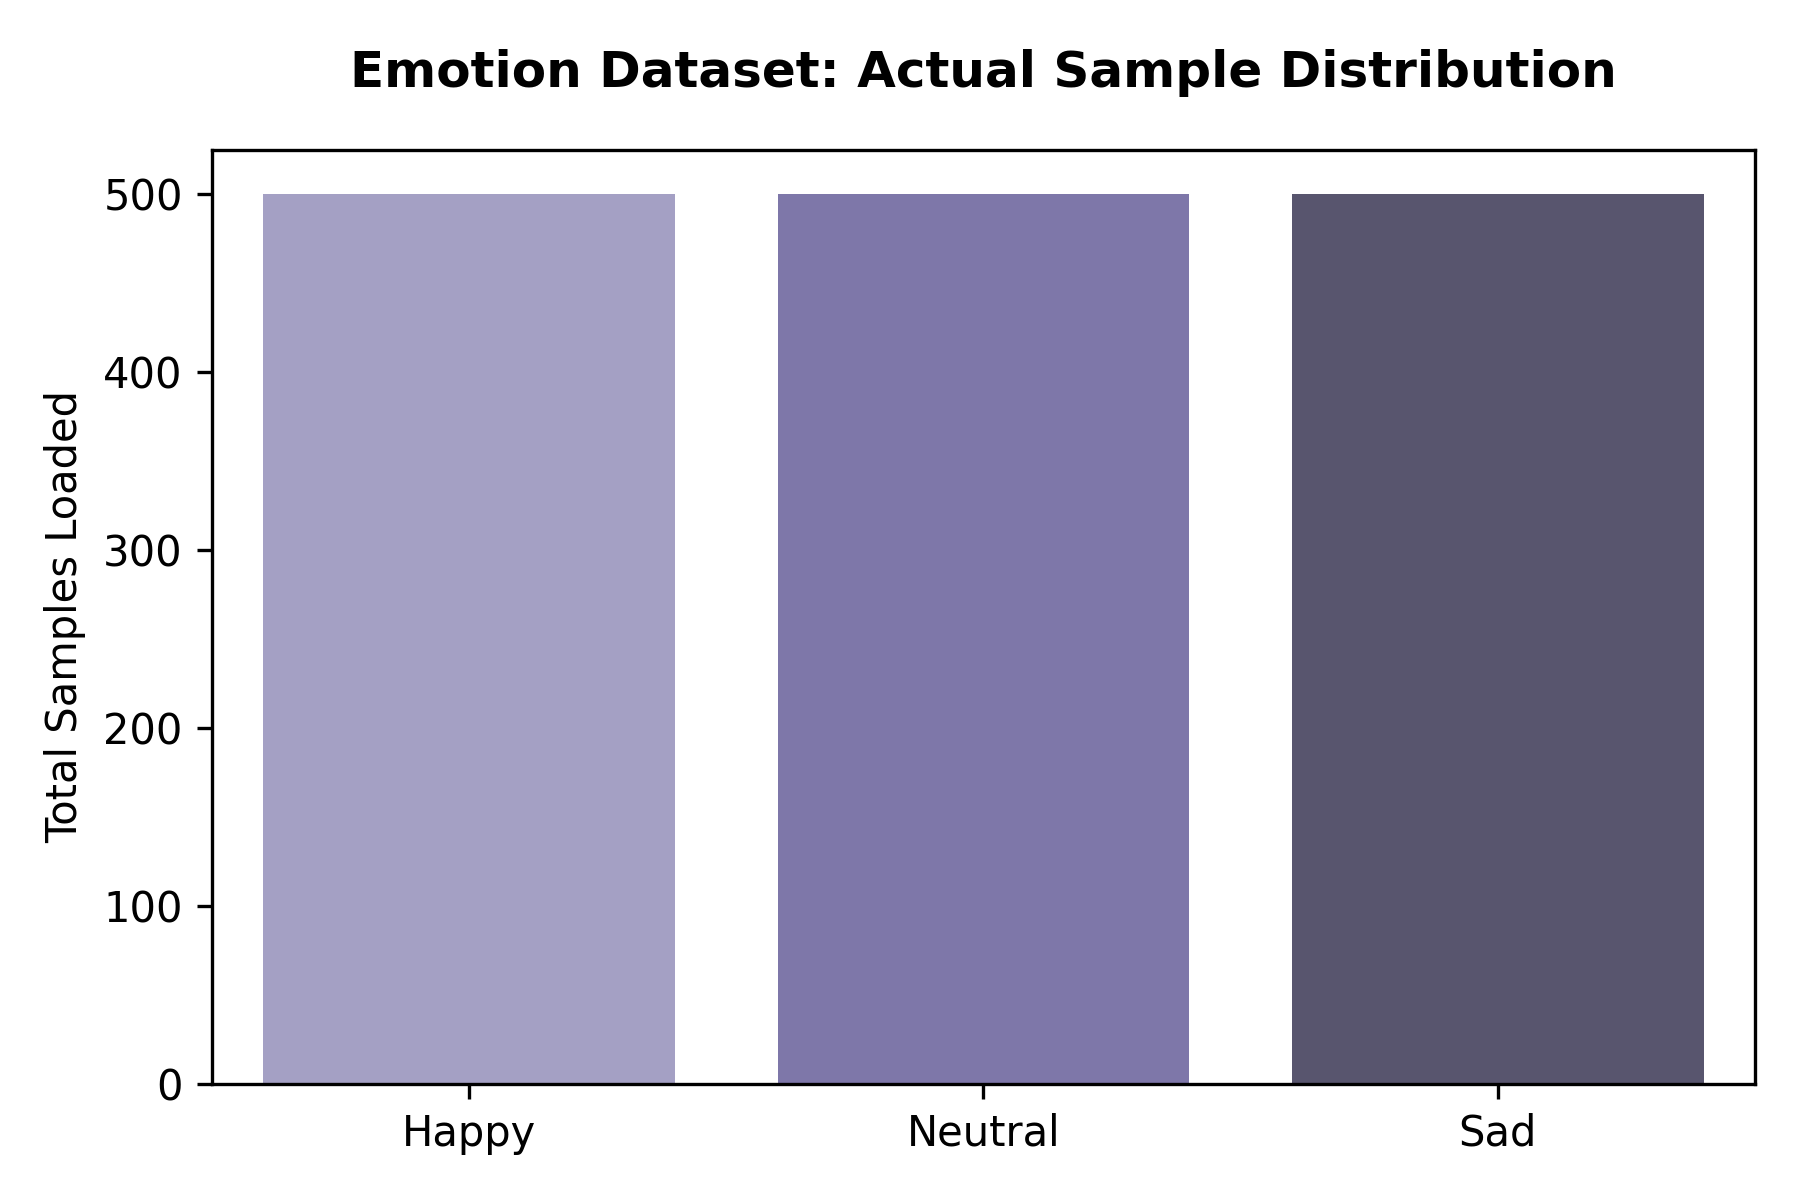 Emotion Dataset: Actual Sample Distribution
Total Samples Loaded
500
400
300
200
100
0
Happy
Neutral
Sad